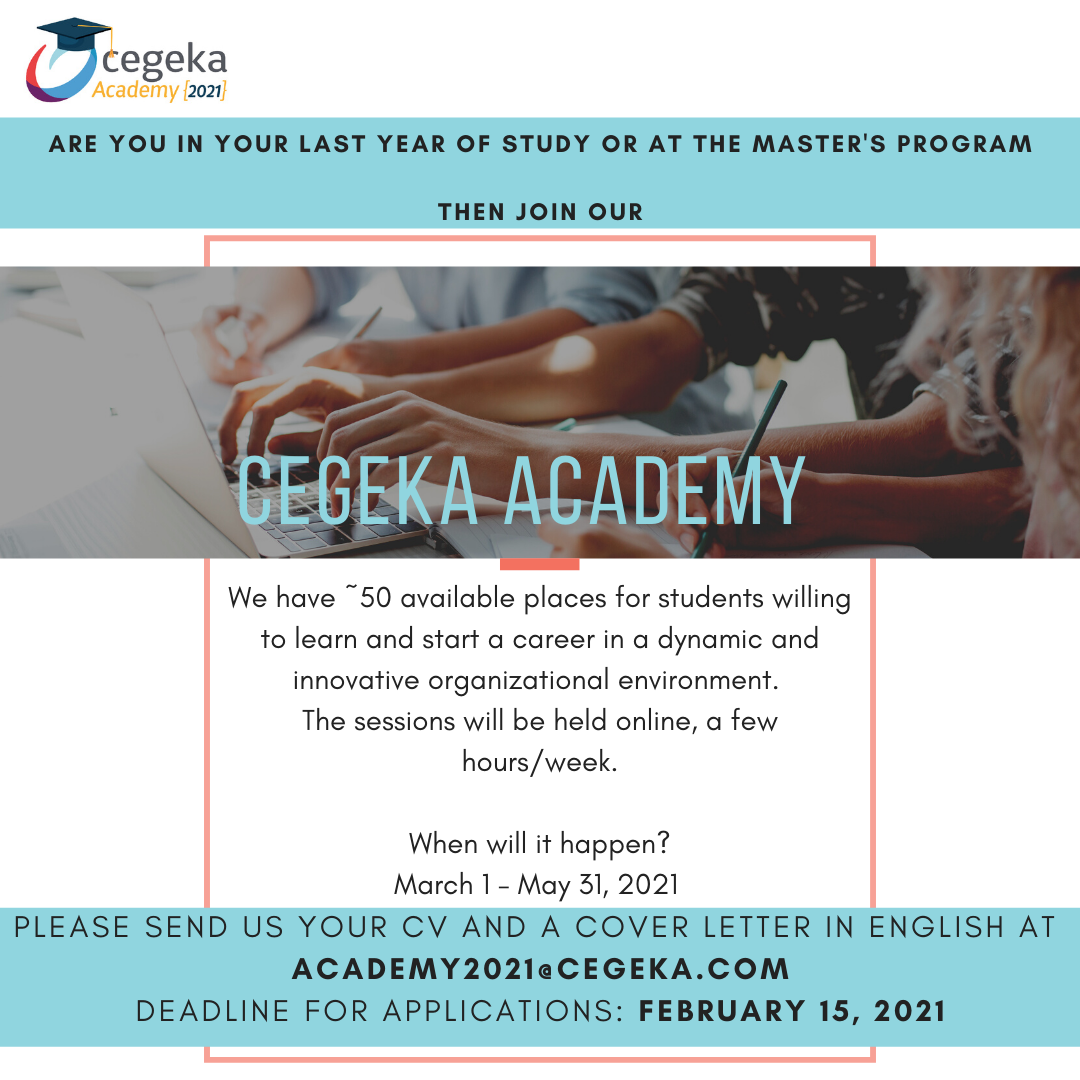 cegeka
Academy {2021}
ARE YOU IN YOUR LAST YEAR OF STUDY OR AT THE MASTER'S PROGRAM
THEN JOIN OUR
CEGEKA ACADEMY
We have ~50 available places for students willing
to learn and start a career in a dynamic and
innovative organizational environment.
The sessions will be held online, a few
hours/week.
When will it happen?
March 1 – May 31, 2021
PLEASE SEND US YOUR CV AND A COVER LETTER IN ENGLISH AT
ACADEMY2021@CEGEKA.COM
DEADLINE FOR APPLICATIONS: FEBRUARY 15, 2021